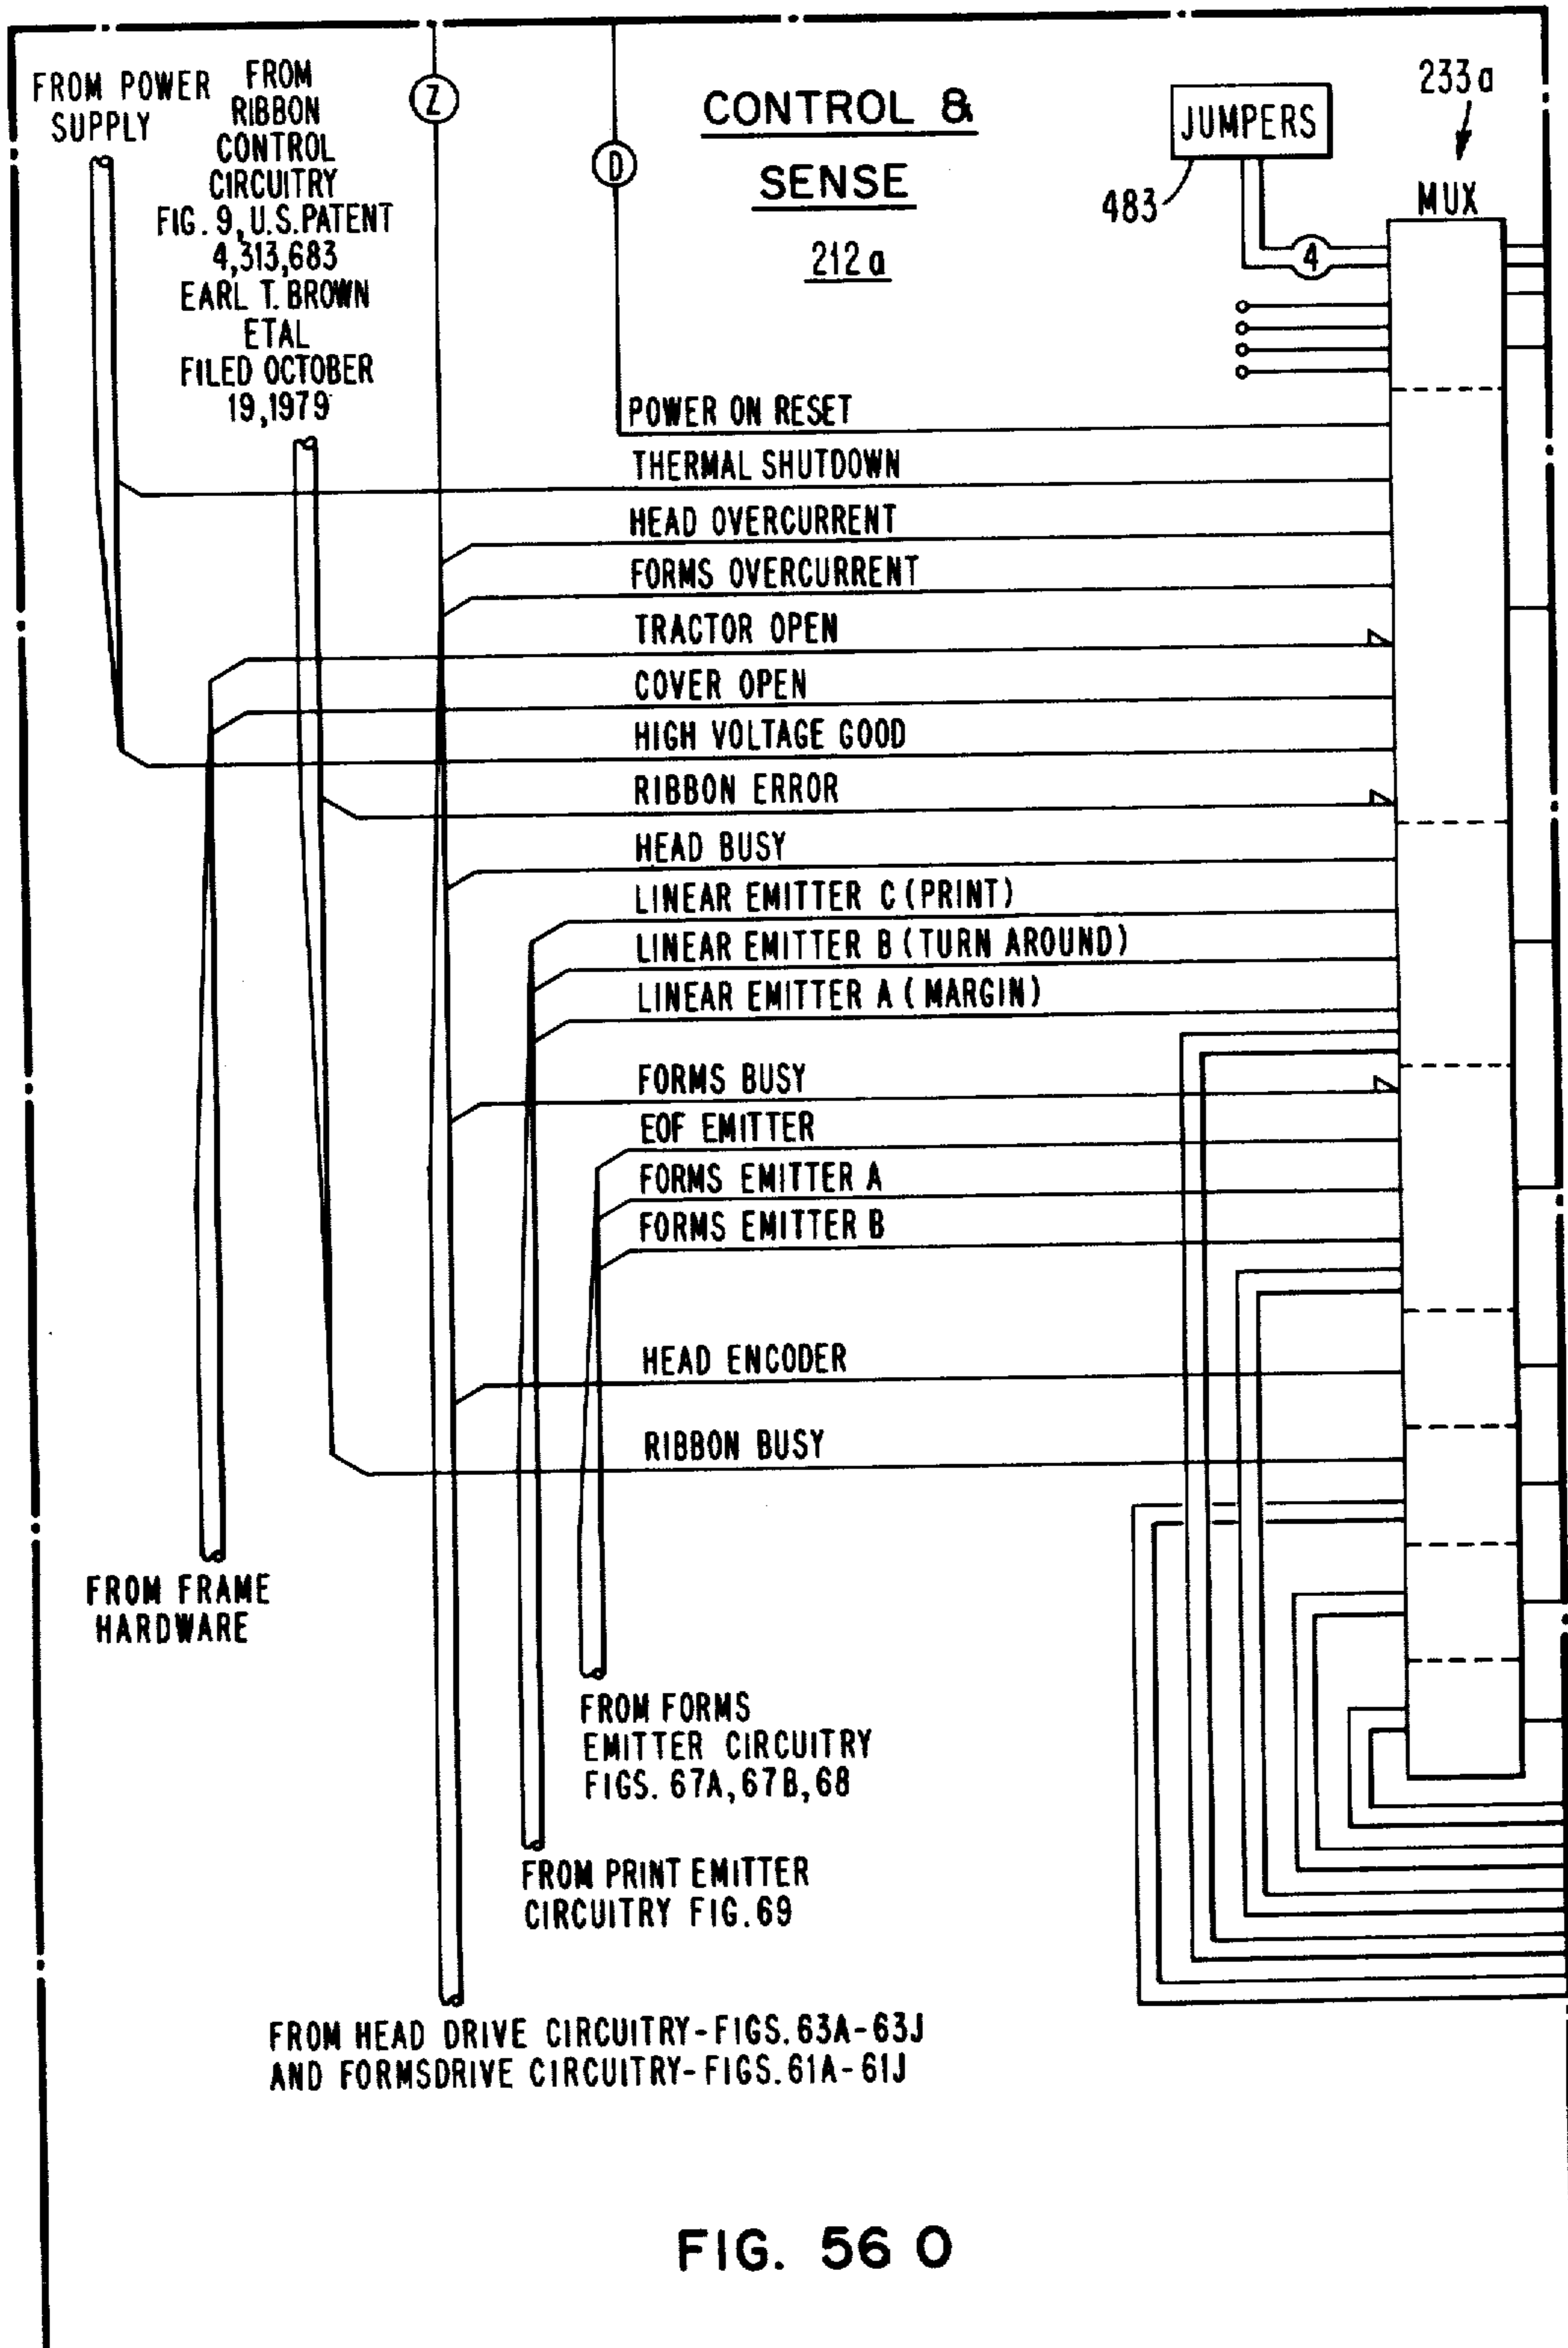 FROM POWER
SUPPLY
FROM
RIBBON
CONTROL
CIRCUITRY
FIG. 9, U.S. PATENT
4,313,683
EARL T. BROWN
ETAL
FILED OCTOBER
19, 1979
Z
D
CONTROL &
SENSE
212a
JUMPERS
483
233a
MUX
4
POWER ON RESET
THERMAL SHUTDOWN
HEAD OVERCURRENT
FORMS OVERCURRENT
TRACTOR OPEN
COVER OPEN
HIGH VOLTAGE GOOD
RIBBON ERROR
HEAD BUSY
LINEAR EMITTER C (PRINT)
LINEAR EMITTER B (TURN AROUND)
LINEAR EMITTER A (MARGIN)
FORMS BUSY
EOF EMITTER
FORMS EMITTER A
FORMS EMITTER B
HEAD ENCODER
RIBBON BUSY
FROM FRAME
HARDWARE
FROM FORMS
EMITTER CIRCUITRY
FIGS. 67A, 67B, 68
FROM PRINT EMITTER
CIRCUITRY FIG. 69
FROM HEAD DRIVE CIRCUITRY-FIGS. 63A-63J
AND FORMSDRIVE CIRCUITRY-FIGS. 61A-61J
FIG. 56 O